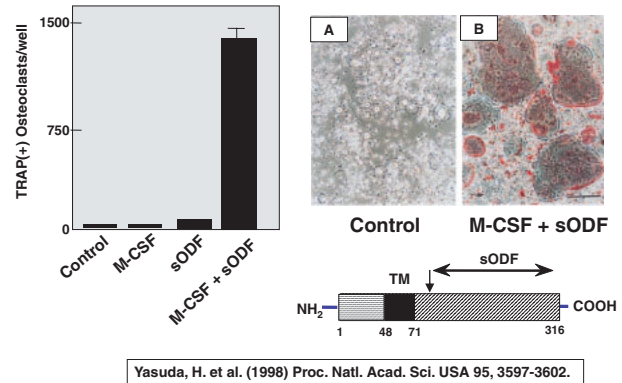 TRAP(+) Osteoclasts/well
1500
750
0
Control
M-CSF
sODF
M-CSF + sODF
A
B
Control
M-CSF + sODF
sODF
TM
NH2
COOH
1
48
71
316
Yasuda, H. et al. (1998) Proc. Natl. Acad. Sci. USA 95, 3597-3602.